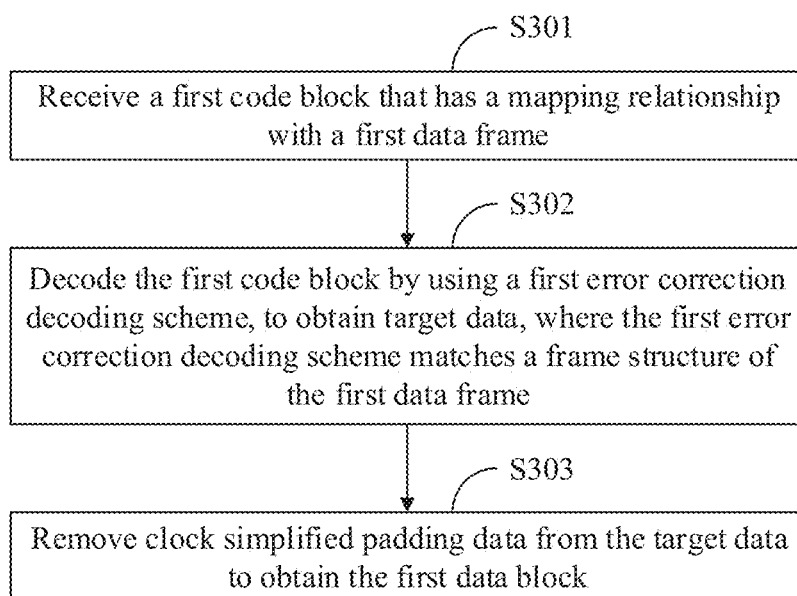 S301
Receive a first code block that has a mapping relationship
with a first data frame
S302
Decode the first code block by using a first error correction
decoding scheme, to obtain target data, where the first error
correction decoding scheme matches a frame structure of
the first data frame
S303
Remove clock simplified padding data from the target data
to obtain the first data block